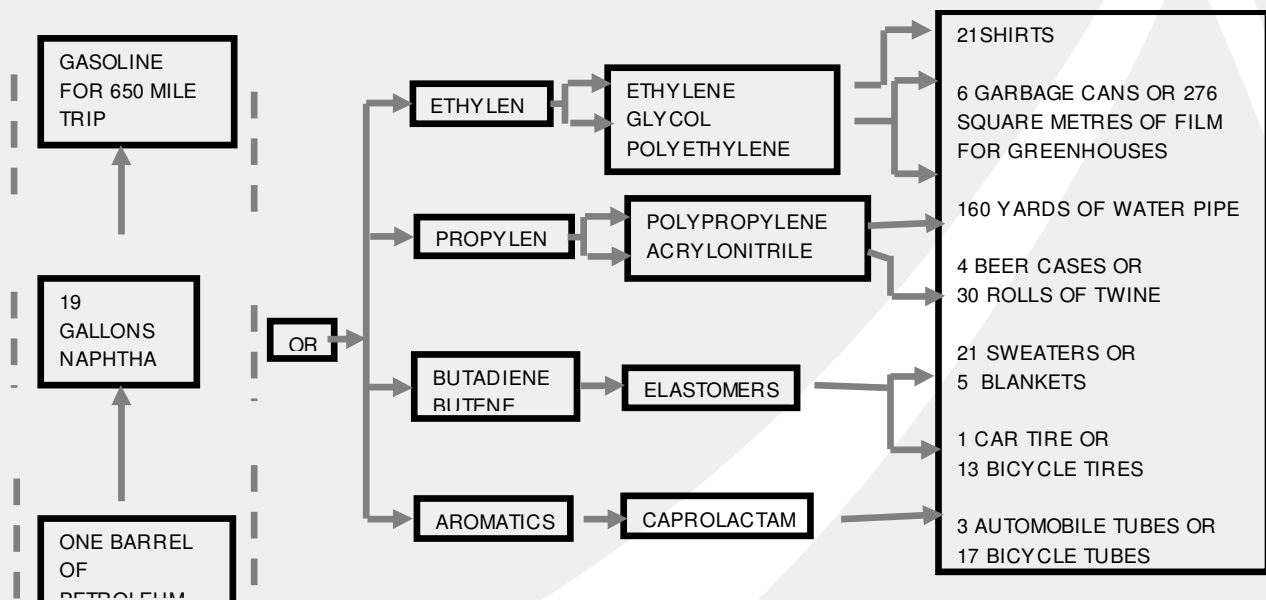 GASOLINE
FOR 650 MILE
TRIP
19
GALLONS
NAPHTHA
ONE BARREL
OF
PETROLEUM
OR
ETHYLEN
PROPYLEN
BUTADIENE
BUTENE
AROMATICS
ETHYLENE
GLYCOL
POLYETHYLENE
POLYPROPYLENE
ACRYLONITRILE
ELASTOMERS
CAPROLACTAM
21SHIRTS
6 GARBAGE CANS OR 276
SQUARE METRES OF FILM
FOR GREENHOUSES
160 YARDS OF WATER PIPE
4 BEER CASES OR
30 ROLLS OF TWINE
21 SWEATERS OR
5 BLANKETS
1 CAR TIRE OR
13 BICYCLE TIRES
3 AUTOMOBILE TUBES OR
17 BICYCLE TUBES